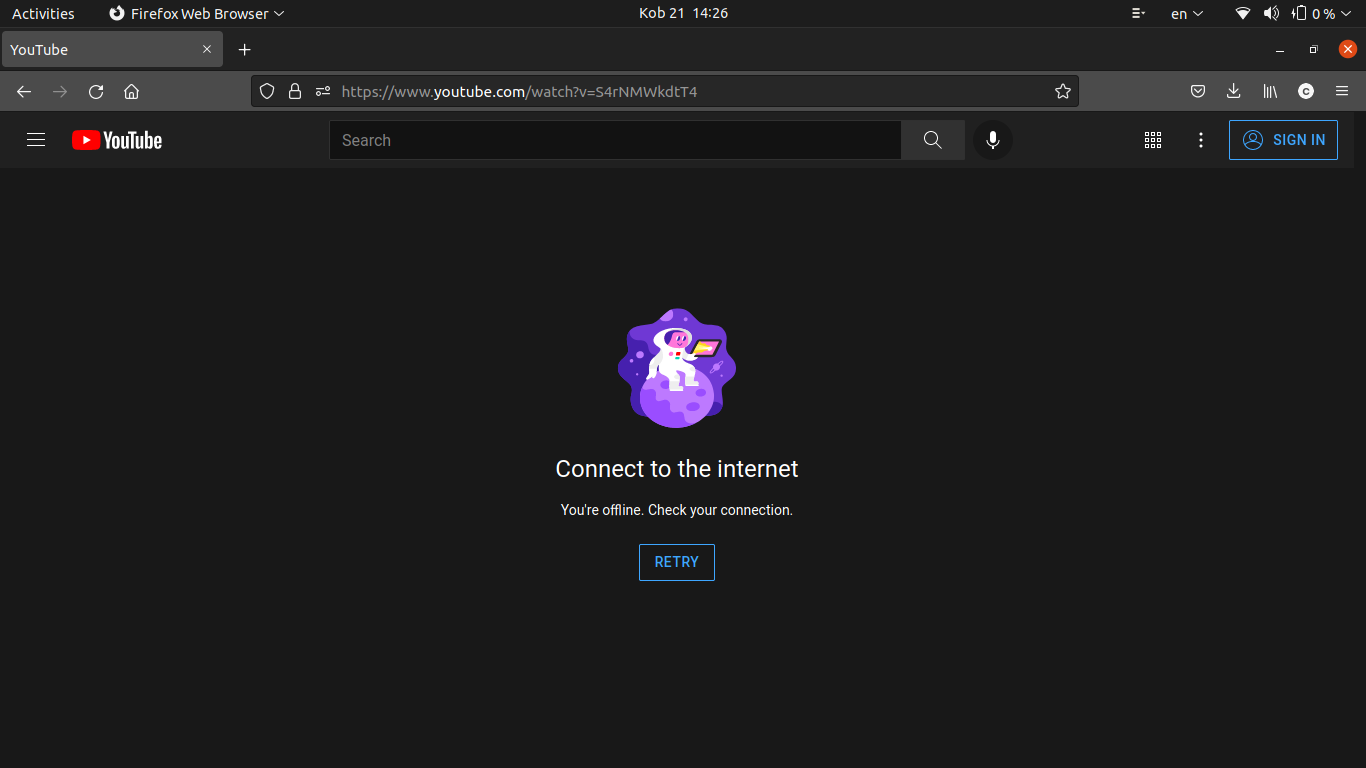 Activities
Firefox Web Browser
Kob 21 14:26
en
0 %
YouTube
https://www.youtube.com/watch?v=S4rNMWkdtT4
C
YouTube
Search
SIGN IN
Connect to the internet
You're offline. Check your connection.
RETRY